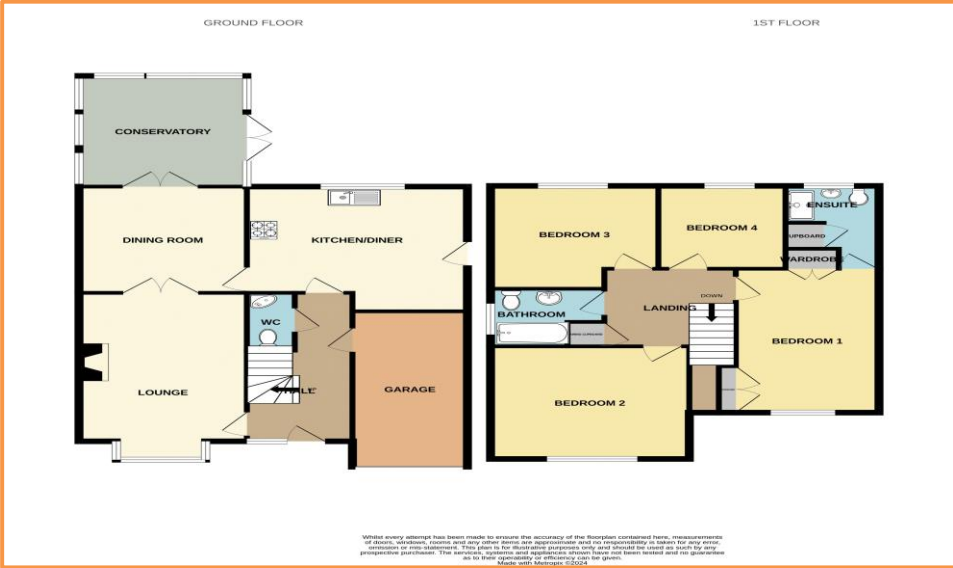 GROUND FLOOR
1ST FLOOR
CONSERVATORY
DINING ROOM
KITCHEN/DINER
WC
LOUNGE
GARAGE
BEDROOM 3
BEDROOM 4
ENSUITE
UPBOARD
WARDROB
BATHROOM
LANDING
DOWN
BEDROOM 1
BEDROOM 2
Whilst every attempt has been made to ensure the accuracy of the floorplan contained here, measurements
of doors, windows, rooms and any other items are approximate and no responsibility is taken for any error,
omission or mis-statement. This plan is for illustrative purposes only and should be used as such by any
prospective purchaser. The services, systems and appliances shown have not been tested and no guarantee
as to their operability or efficiency can be given.
Made with Metropix ©2024